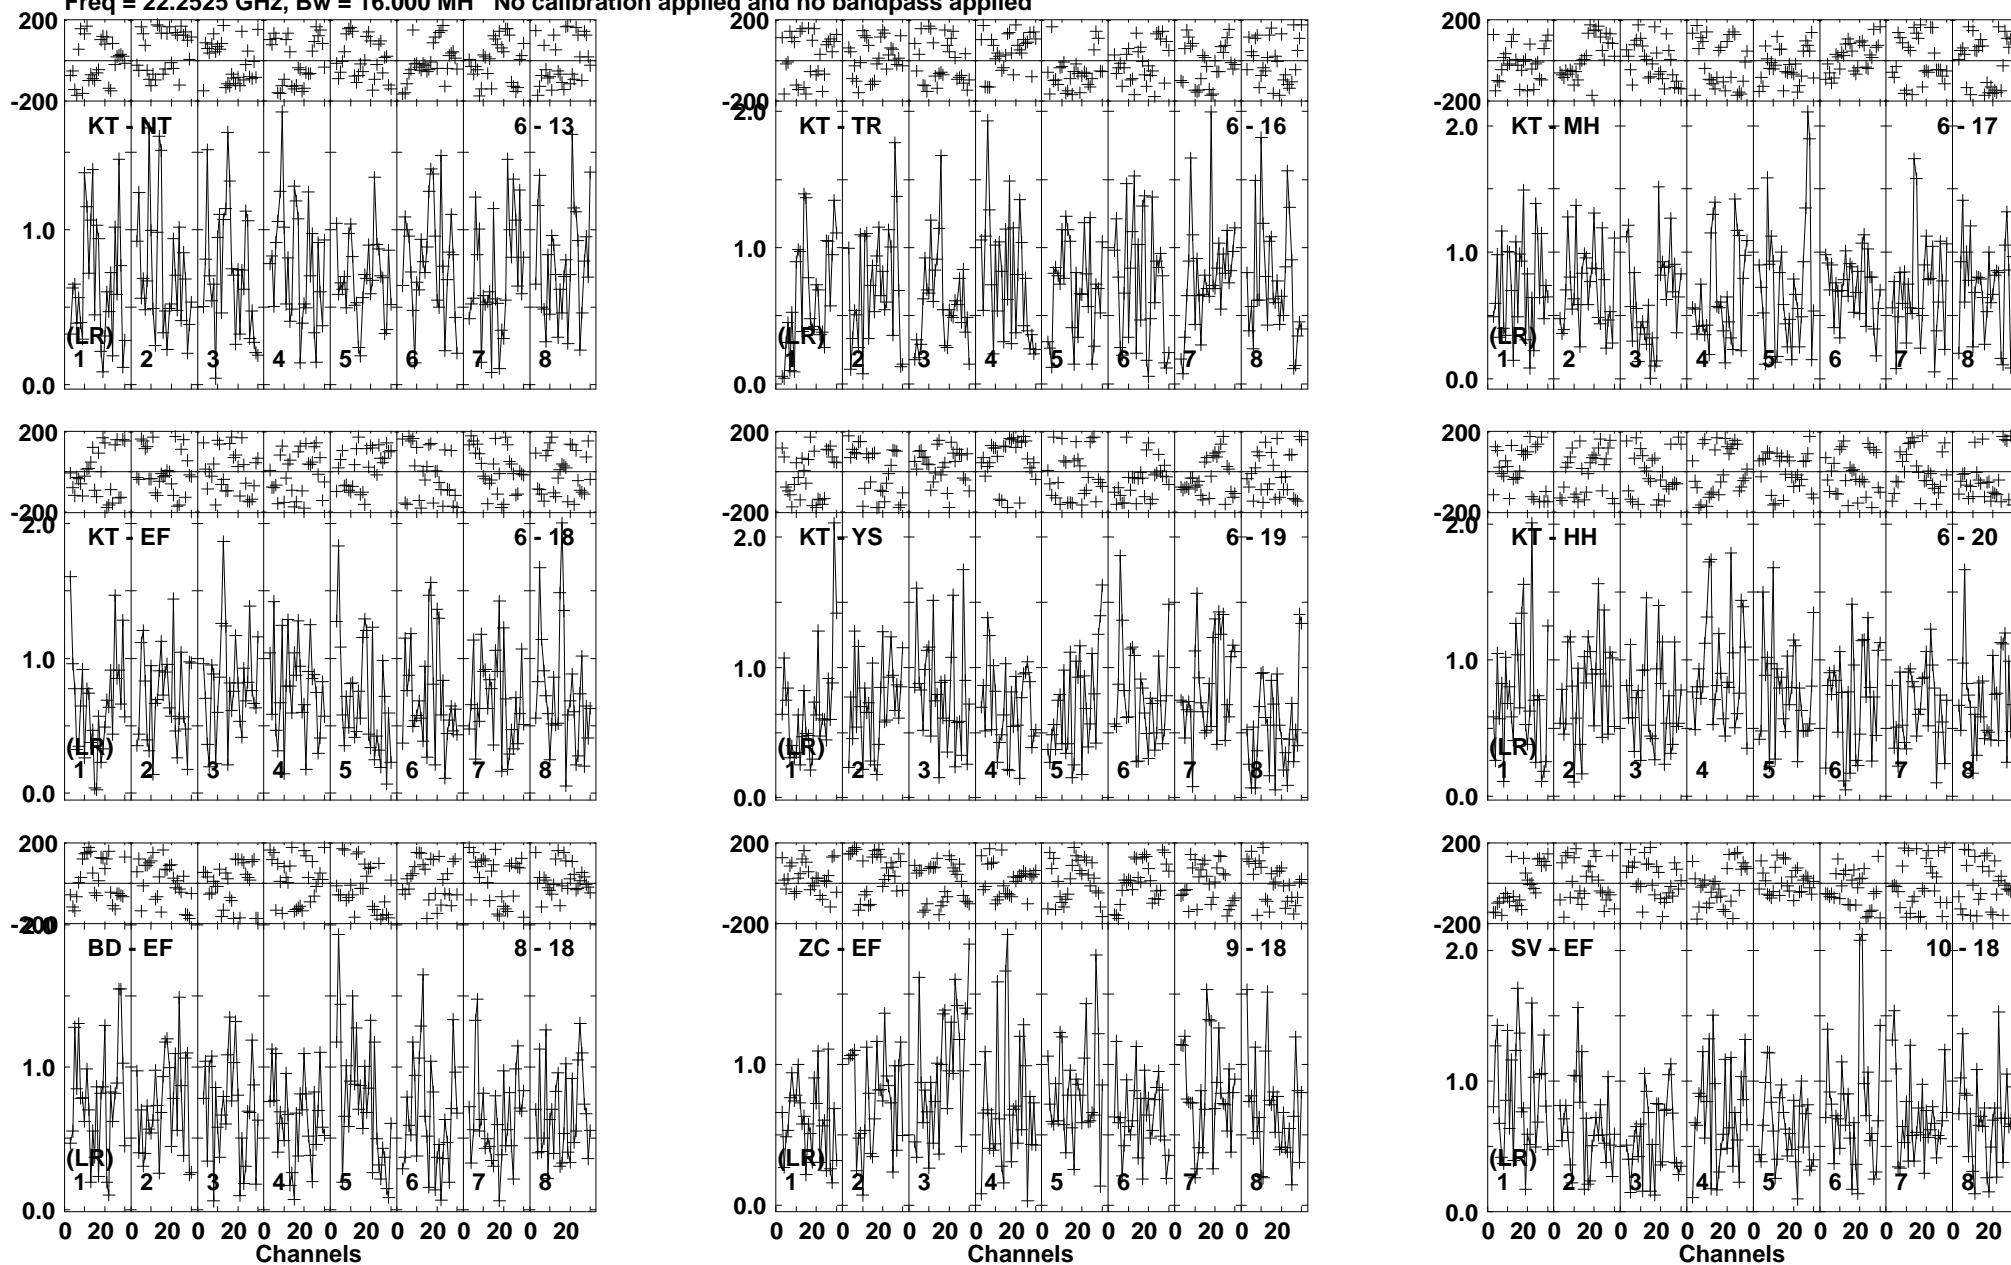 Freq = 22.2525 GHz, Bw = 16.000 MH No calibration applied and no bandpass applied
200 200 200
-200 -200 -200
KT - NT 6 - 13 KT - TR 6 - 16 KT - MH 6 - 17
2.0 2.0
1.0 1.0 1.0
(LR) (LR) (LR)
1 2 3 4 5 6 7 8 1 2 3 4 5 6 7 8 1 2 3 4 5 6 7 8
0.0 0.0 0.0
200 200 200
-200 -200 -200
2.0 2.0 2.0
KT - EF 6 - 18 KT - YS 6 - 19 KT - HH 6 - 20
1.0 1.0 1.0
(LR) (LR) (LR)
1 2 3 4 5 6 7 8 1 2 3 4 5 6 7 8 1 2 3 4 5 6 7 8
0.0 0.0 0.0
200 200 200
-200 -200 -200
2.0 2.0
BD - EF 8 - 18 ZC - EF 9 - 18 SV - EF 10 - 18
1.0 1.0 1.0
(LR) (LR) (LR)
1 2 3 4 5 6 7 8 1 2 3 4 5 6 7 8 1 2 3 4 5 6 7 8
0.0 0.0 0.0
0 20 0 20 0 20 0 20 0 20 0 20 0 20 0 20 0 20 0 20 0 20 0 20 0 20 0 20 0 20 0 20 0 20 0 20 0 20 0 20 0 20 0 20 0 20 0 20
Channels Channels Channels